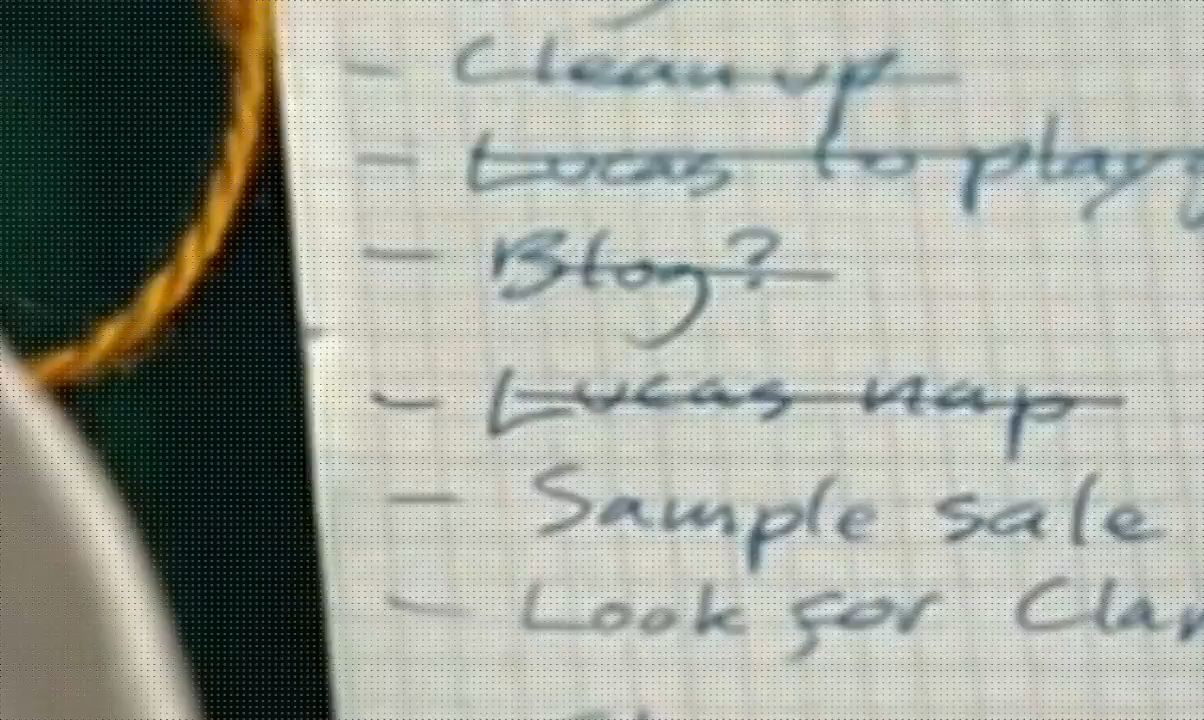 - Clean up
- Lucas to play
- Blog?
- Lucas nap
- Sample sale
- Look for